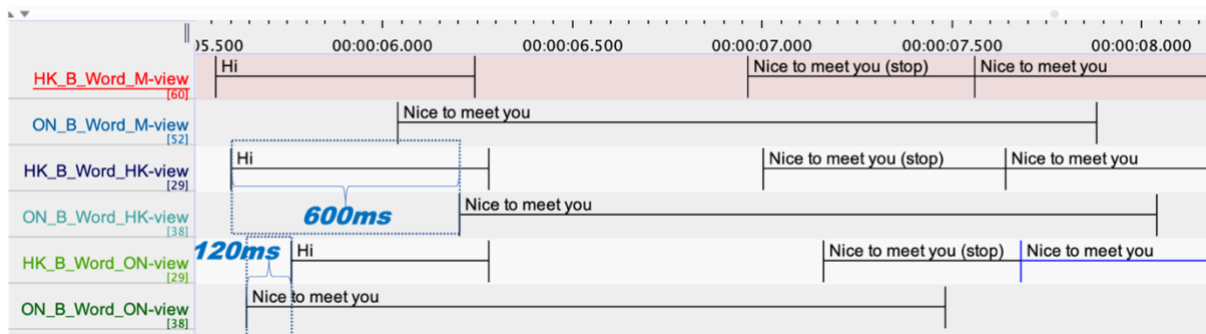 05.500 00:00:06.000 00:00:06.500 00:00:07.000 00:00:07.500 00:00:08.000
HK_B_Word_M-view [60] Hi Nice to meet you (stop) Nice to meet you
ON_B_Word_M-view [52] Nice to meet you
HK_B_Word_HK-view [29] Hi Nice to meet you (stop) Nice to meet you
ON_B_Word_HK-view [38] 600ms Nice to meet you
HK_B_Word_ON-view [29] 120ms Hi Nice to meet you (stop) Nice to meet you
ON_B_Word_ON-view [38] Nice to meet you